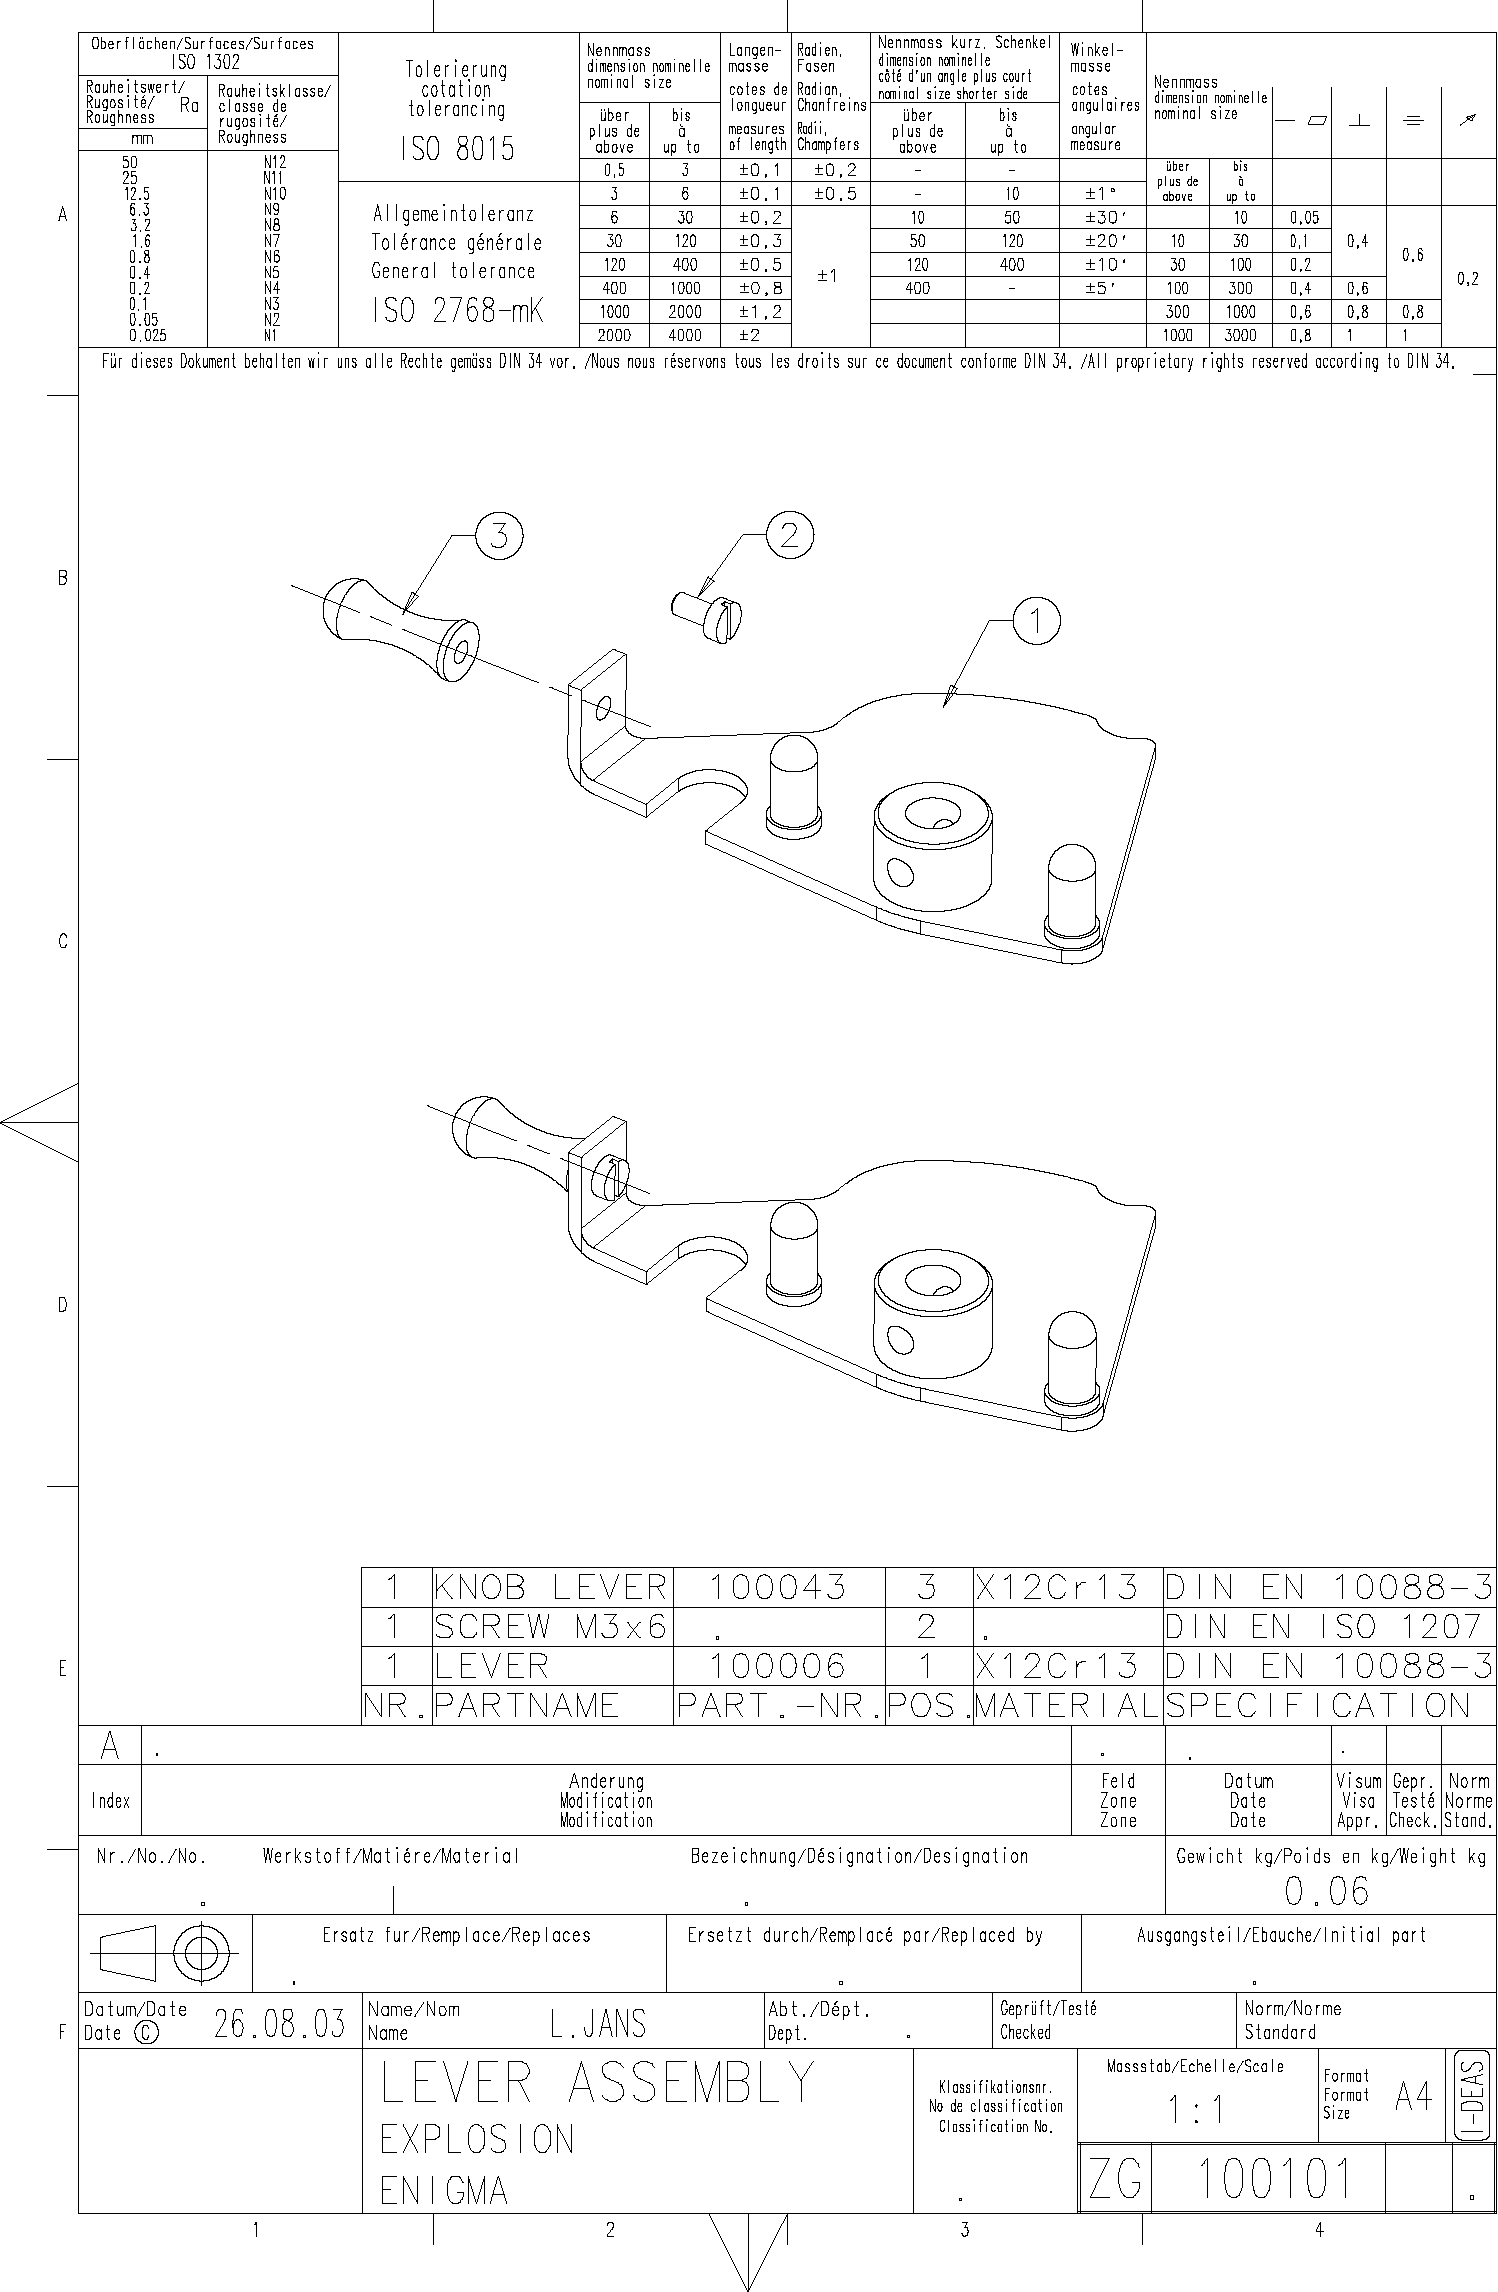 Oberflächen/Surfaces/Surfaces
ISO 1302
Rauheitswert/
Rugosité/ Ra
Roughness
mm
Rauheitsklasse/
classe de
rugosité/
Roughness
50 N12
25 N11
12.5 N10
6.3 N9
3.2 N8
1.6 N7
0.8 N6
0.4 N5
0.2 N4
0.1 N3
0.05 N2
0.025 N1
Tolerierung
cotation
tolerancing
ISO 8015
Allgemeintoleranz
Tolérance générale
General tolerance
ISO 2768-mK
Nennmass
dimension nominelle
nominal size
über
plus de
above
bis
à
up to
Langen-
masse
cotes de
longueur
measures
of length
Radien,
Fasen
Radian,
Chanfreins
Radii,
Champfers
Nennmass kurz. Schenkel
dimension nominelle
côté d'un angle plus court
nominal size shorter side
über
plus de
above
bis
à
up to
Winkel-
masse
cotes
angulaires
angular
measure
Nennmass
dimension nominelle
nominal size
über
plus de
above
bis
à
up to
0,5 3 ±0,1 ±0,2 - -
3 6 ±0,1 ±0,5 - 10 ±1°
6 30 ±0,2 10 50 ±30' 10 0,05
30 120 ±0,3 50 120 ±20' 10 30 0,1 0,4
120 400 ±0,5 ±1 120 400 ±10' 30 100 0,2 0,6
400 1000 ±0,8 400 - ±5' 100 300 0,4 0,6 0,2
1000 2000 ±1,2 300 1000 0,6 0,8 0,8
2000 4000 ±2 1000 3000 0,8 1 1
Für dieses Dokument behalten wir uns alle Rechte gemäss DIN 34 vor. /Nous nous réservons tous les droits sur ce document conforme DIN 34. /All proprietary rights reserved according to DIN 34.
A
B
C
D
E
F
3
2
1
1 KNOB LEVER 100043 3 X12Cr13 DIN EN 10088-3
1 SCREW M3x6 . 2 . DIN EN ISO 1207
1 LEVER 100006 1 X12Cr13 DIN EN 10088-3
NR. PARTNAME PART.-NR. POS. MATERIAL SPECIFICATION
A . . . .
Index
Anderung
Modification
Modification
Feld
Zone
Zone
Datum
Date
Date
Visum
Visa
Appr.
Gepr.
Testé
Check.
Norm
Norme
Stand.
Nr./No./No. Werkstoff/Matiére/Material
Bezeichnung/Désignation/Designation
Gewicht kg/Poids en kg/Weight kg
0.06
Ersatz fur/Remplace/Replaces
Ersetzt durch/Remplacé par/Replaced by
Ausgangsteil/Ebauche/Initial part
Datum/Date
Date © 26.08.03
Name/Nom
Name
L.JANS
Abt./Dépt.
Dept. .
Geprüft/Testé
Checked
Norm/Norme
Standard
LEVER ASSEMBLY
EXPLOSION
ENIGMA
Klassifikationsnr.
No de classification
Classification No.
.
Massstab/Echelle/Scale
1:1
Format
Format
Size
A4
I-DEAS
ZG 100101 .
1 2 3 4